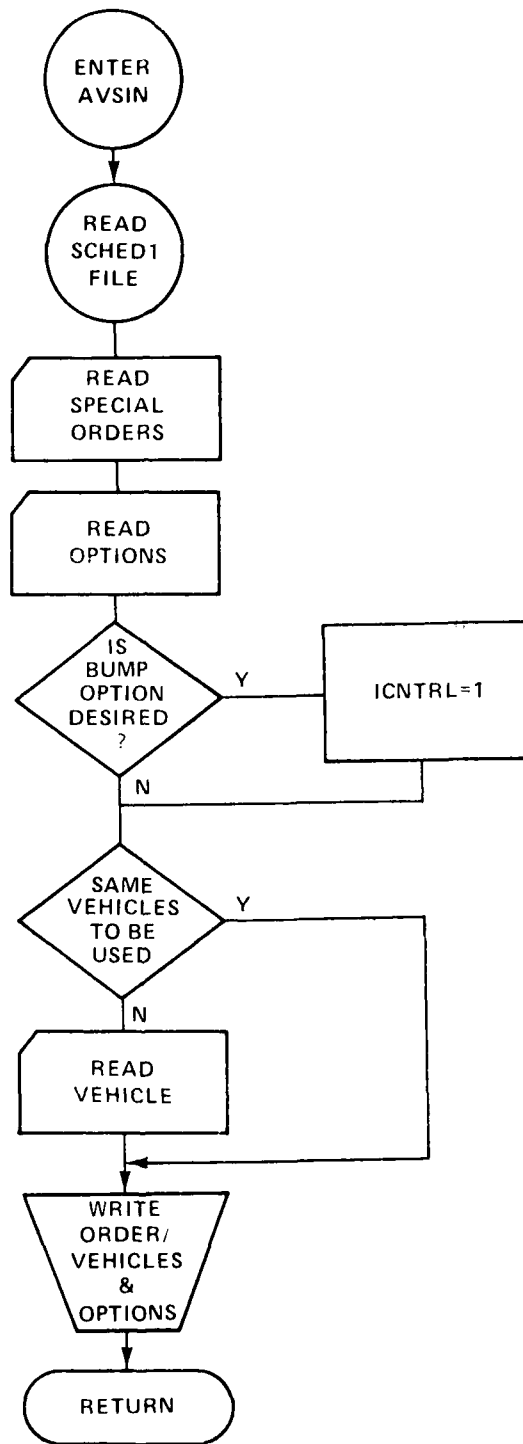 ENTER
AVSIN
READ
SCHED1
FILE
READ
SPECIAL
ORDERS
READ
OPTIONS
IS
BUMP
OPTION
DESIRED
?
Y
ICNTRL=1
N
SAME
VEHICLES
TO BE
USED
Y
N
READ
VEHICLE
WRITE
ORDER/
VEHICLES
&
OPTIONS
RETURN